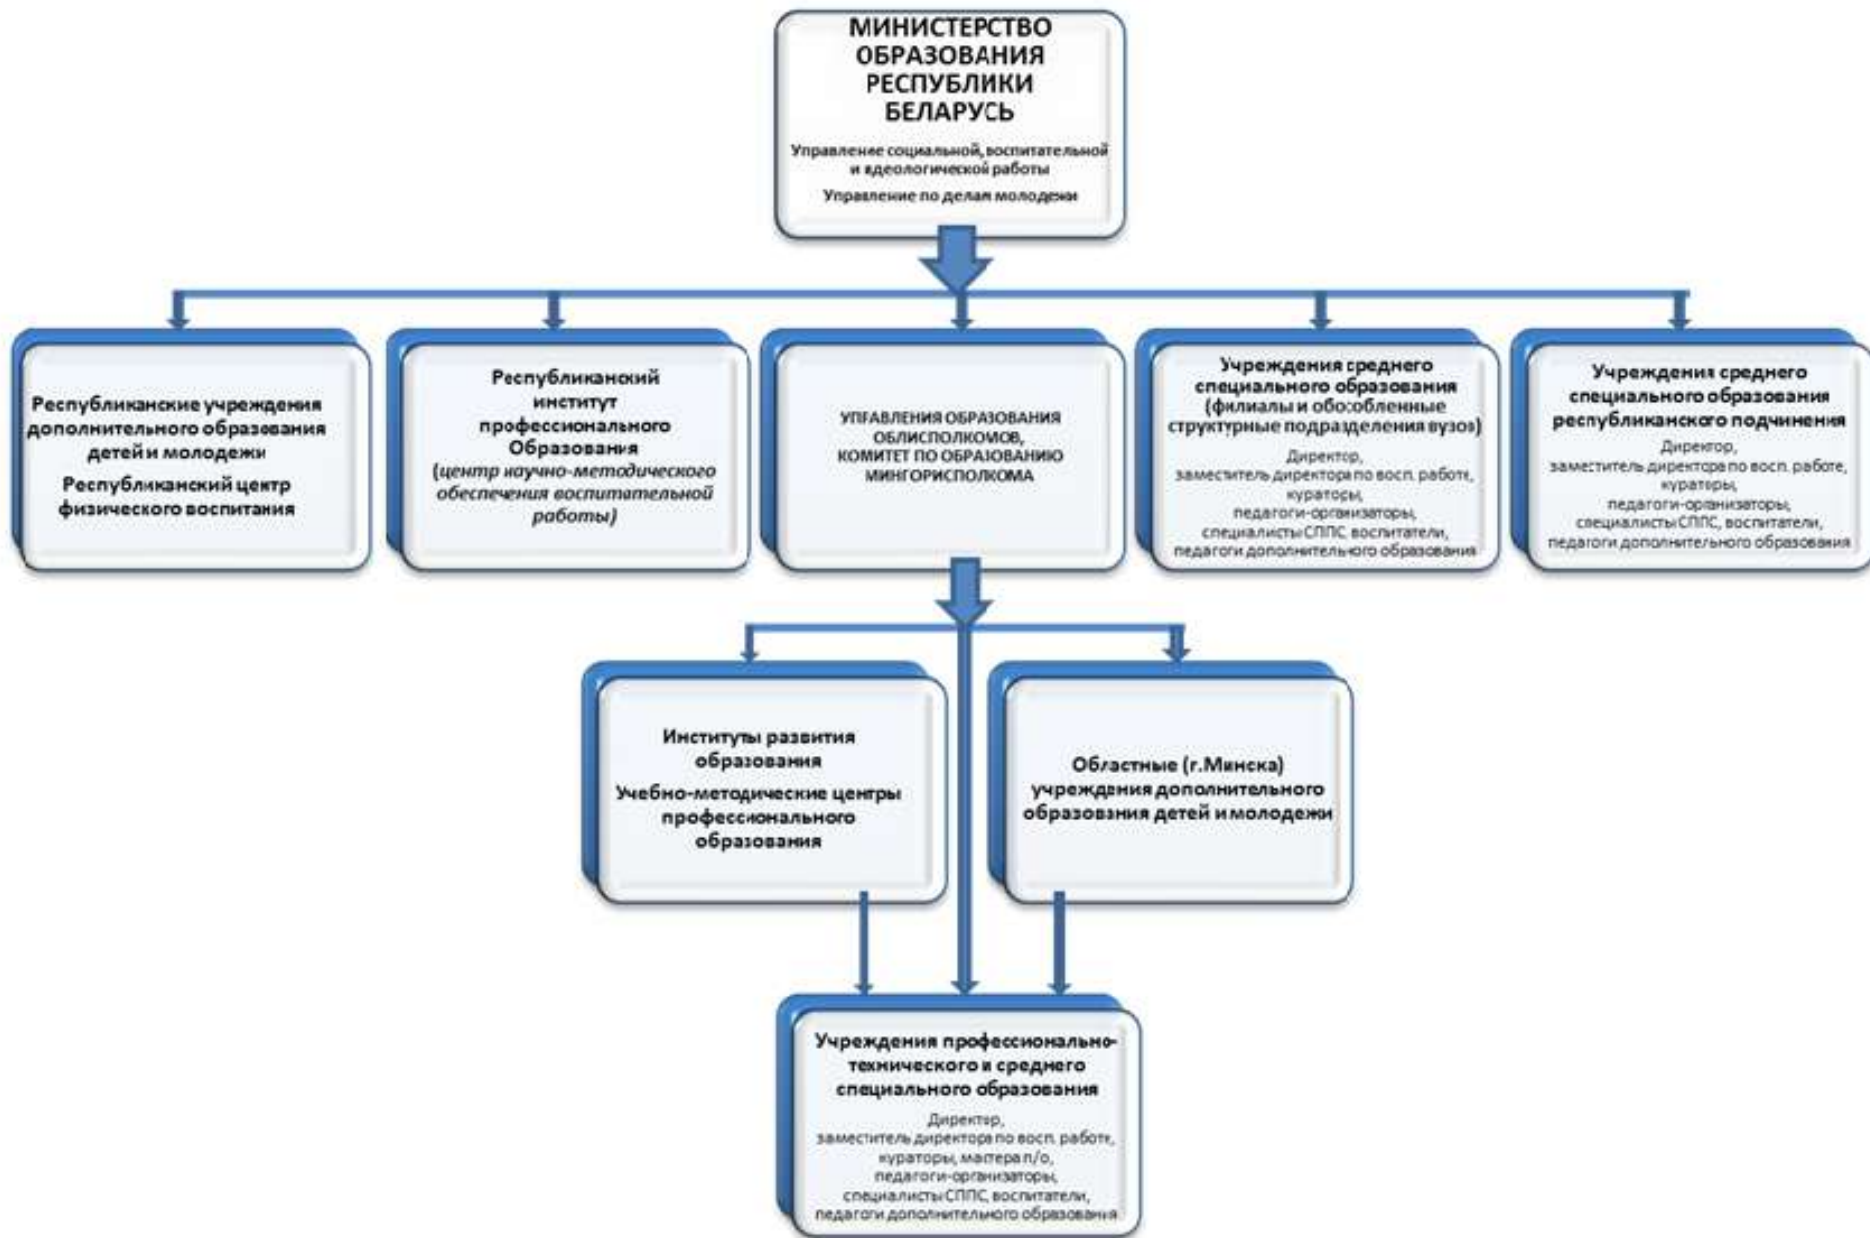 МИНИСТЕРСТВО
ОБРАЗОВАНИЯ
РЕСПУБЛИКИ
БЕЛАРУСЬ
Управление социальной, воспитательной
и идеологической работы
Управление по делам молодежи
Республиканские учреждения
дополнительного образования
детей и молодежи
Республиканский центр
физического воспитания
Республиканский
институт
профессионального
Образования
(центр научно-методического
обеспечения воспитательной
работы)
УПРАВЛЕНИЯ ОБРАЗОВАНИЯ
ОБЛИСПОЛКОМОВ,
КОМИТЕТ ПО ОБРАЗОВАНИЮ
МИНГОРИСПОЛКОМА
Учреждения среднего
специального образования
(филиалы и обособленные
структурные подразделения вузов)
Директор,
заместитель директора по восп. работе,
кураторы,
педагоги-организаторы,
специалисты СППС, воспитатели,
педагоги дополнительного образования
Учреждения среднего
специального образования
республиканского подчинения
Директор,
заместитель директора по восп. работе,
кураторы,
педагоги-организаторы,
специалисты СППС, воспитатели,
педагоги дополнительного образования
Институты развития
образования
Учебно-методические центры
профессионального
образования
Областные (г.Минска)
учреждения дополнительного
образования детей и молодежи
Учреждения профессионально-
технического и среднего
специального образования
Директор,
заместитель директора по восп. работе,
кураторы, мастера п/о,
педагоги-организаторы,
специалисты СППС, воспитатели,
педагоги дополнительного образования